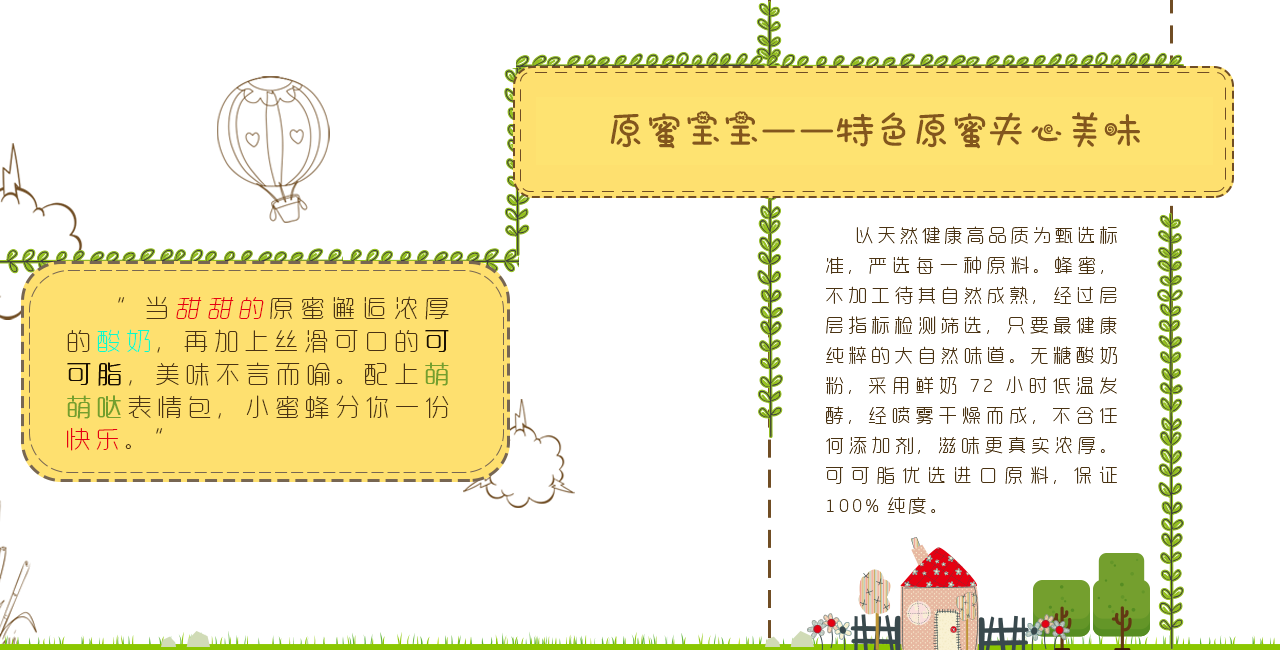 原蜜宝宝——特色原蜜夹心美味
“当甜甜的原蜜邂逅浓厚
的酸奶，再加上丝滑可口的可
可脂，美味不言而喻。配上萌
萌哒表情包，小蜜蜂分你一份
快乐。”
以天然健康高品质为甄选标
准，严选每一种原料。蜂蜜，
不加工待其自然成熟，经过层
层指标检测筛选，只要最健康
纯粹的大自然味道。无糖酸奶
粉，采用鲜奶 72 小时低温发
酵，经喷雾干燥而成，不含任
何添加剂，滋味更真实浓厚。
可可脂优选进口原料，保证
100% 纯度。